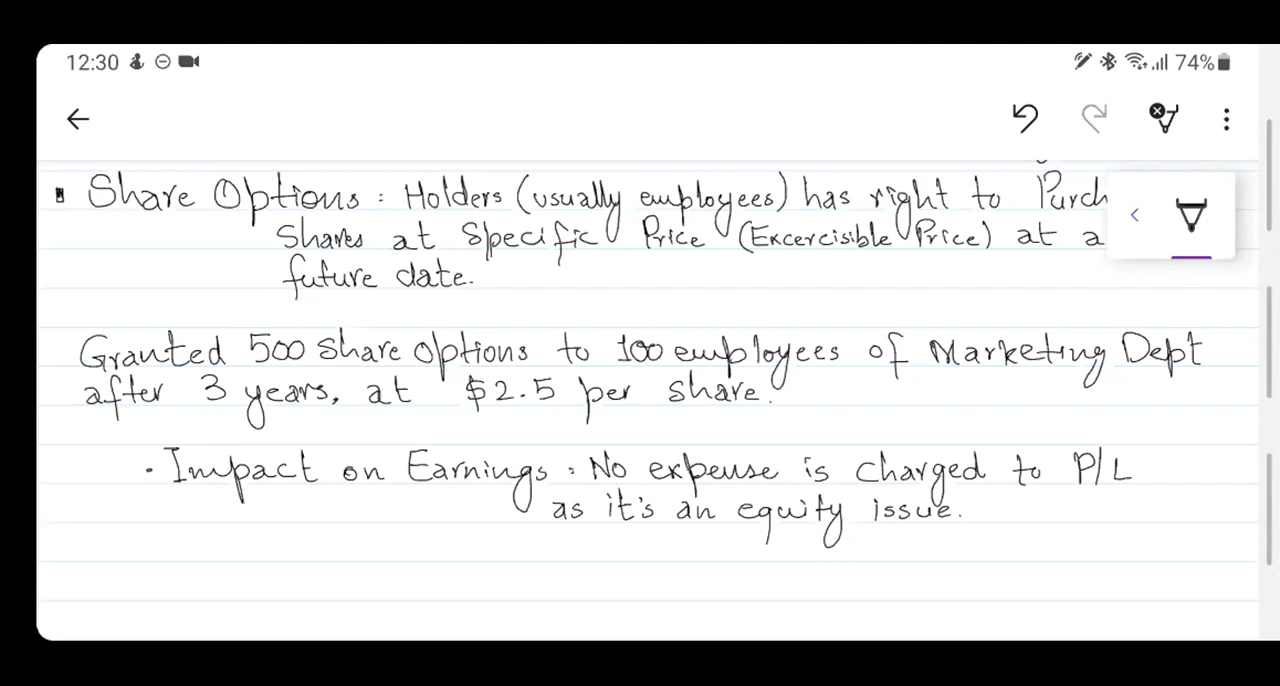 12:30
74%
Share Options : Holders (usually employees) has right to Purch
Shares at Specific Price (Excercisible Price) at a
future date.
Granted 500 share options to 100 employees of Marketing Dept
after 3 years, at $2.5 per share.
• Impact on Earnings : No expense is charged to P/L
as it's an equity issue.